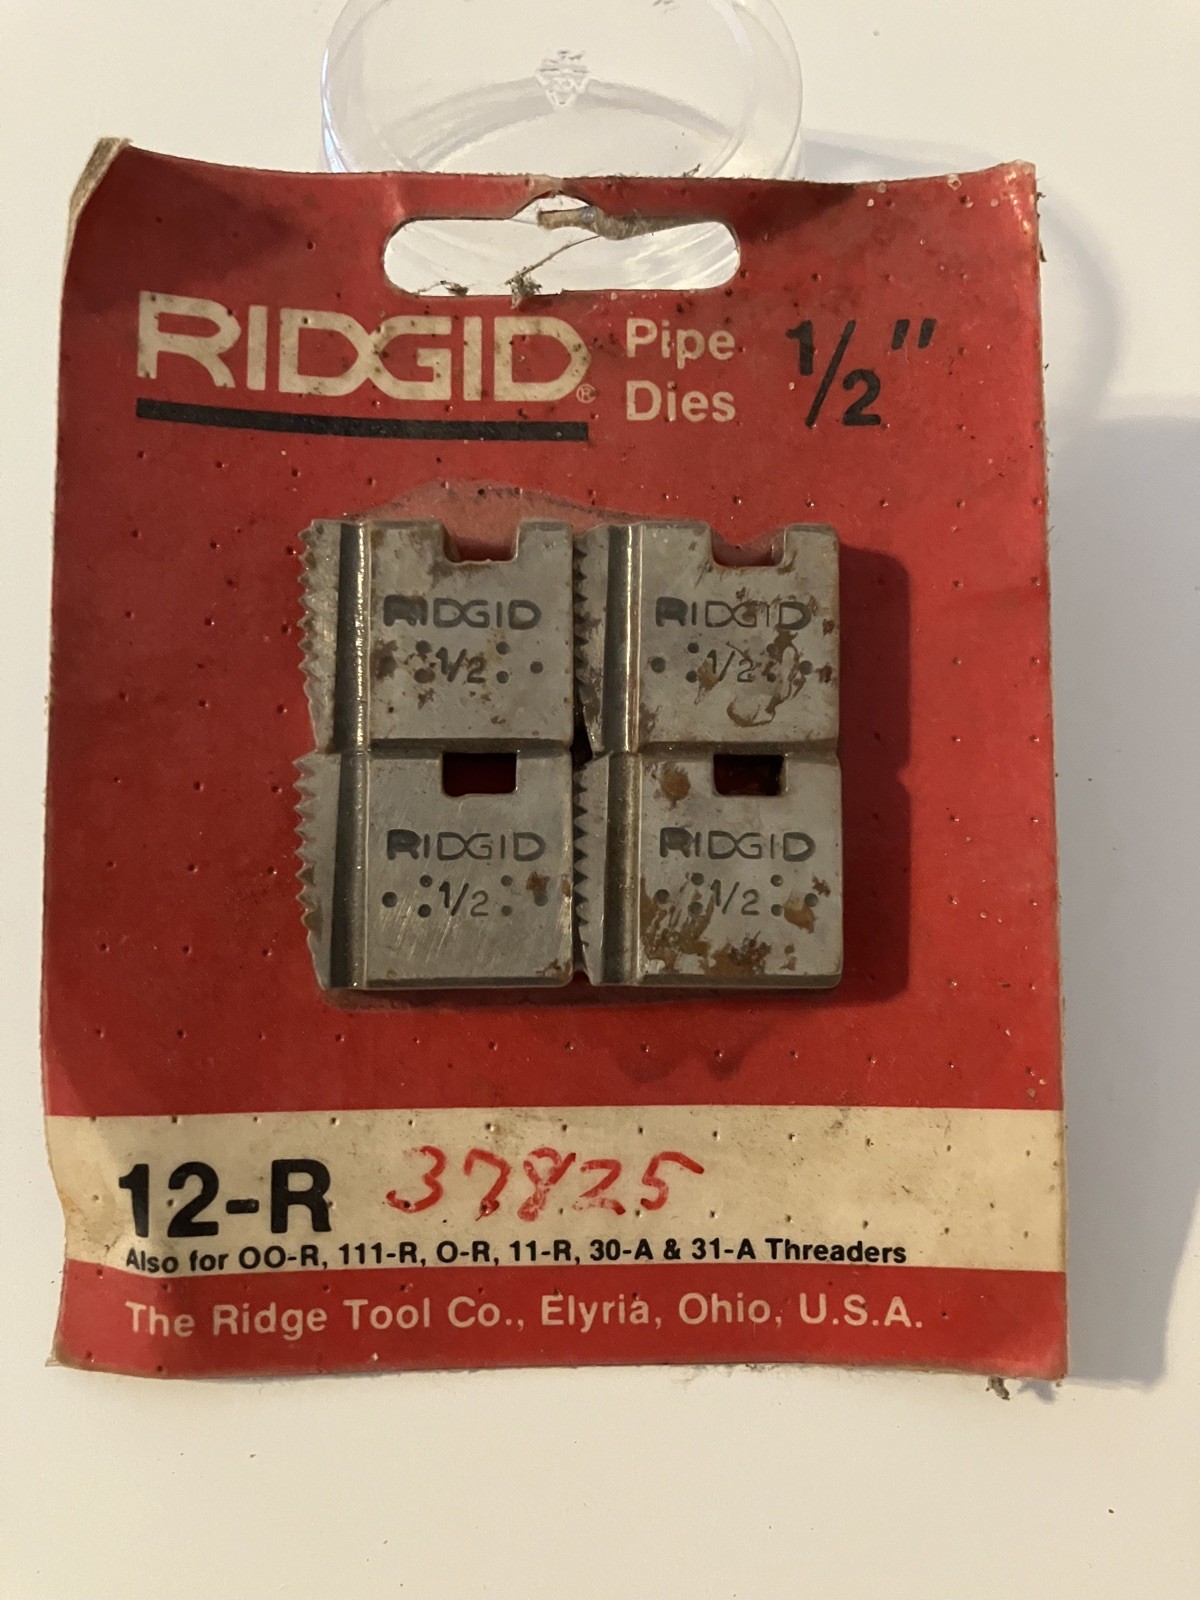 RIDGID®
Pipe
Dies
1/2"
RIDGID
1/2
RIDGID
1/2
RIDGID
1/2
RIDGID
1/2
12-R 37825
Also for OO-R, 111-R, O-R, 11-R, 30-A & 31-A Threaders
The Ridge Tool Co., Elyria, Ohio, U.S.A.